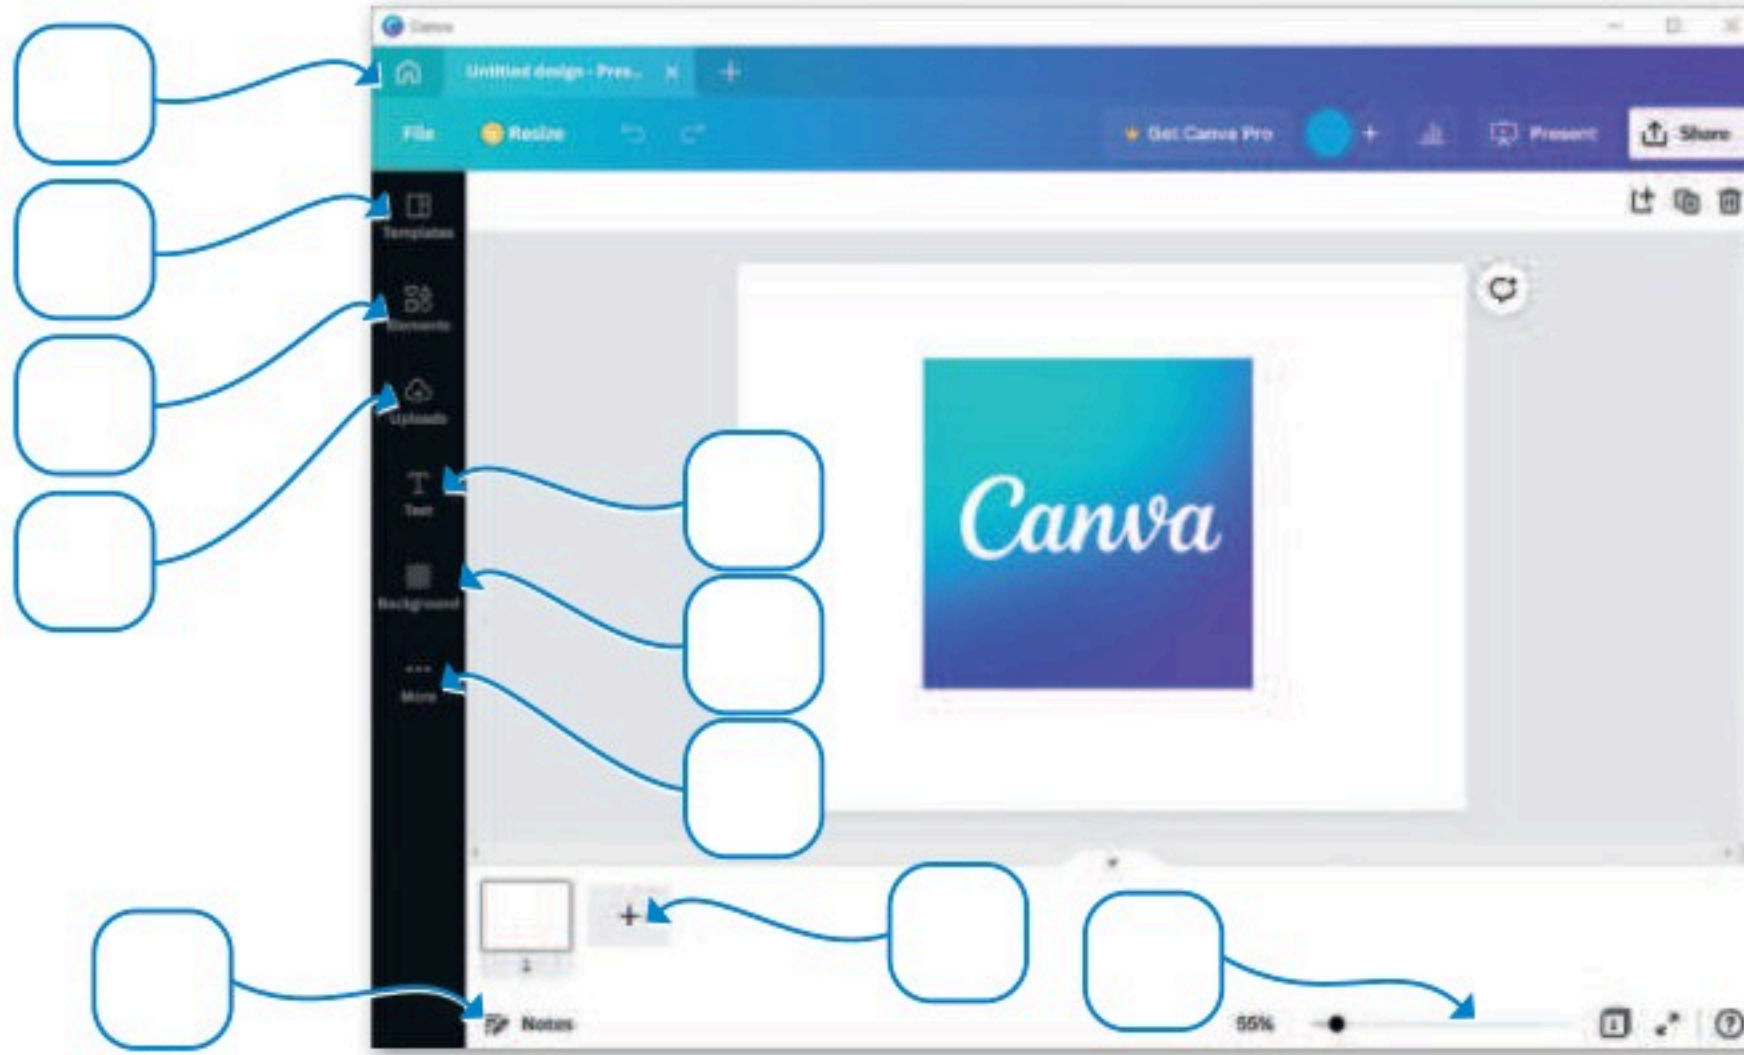 Canva
Untitled design - Pres...
File
Resize
Get Canva Pro
Present
Share
Templates
Elements
Uploads
Text
Background
More
Canva
1
Notes
55%